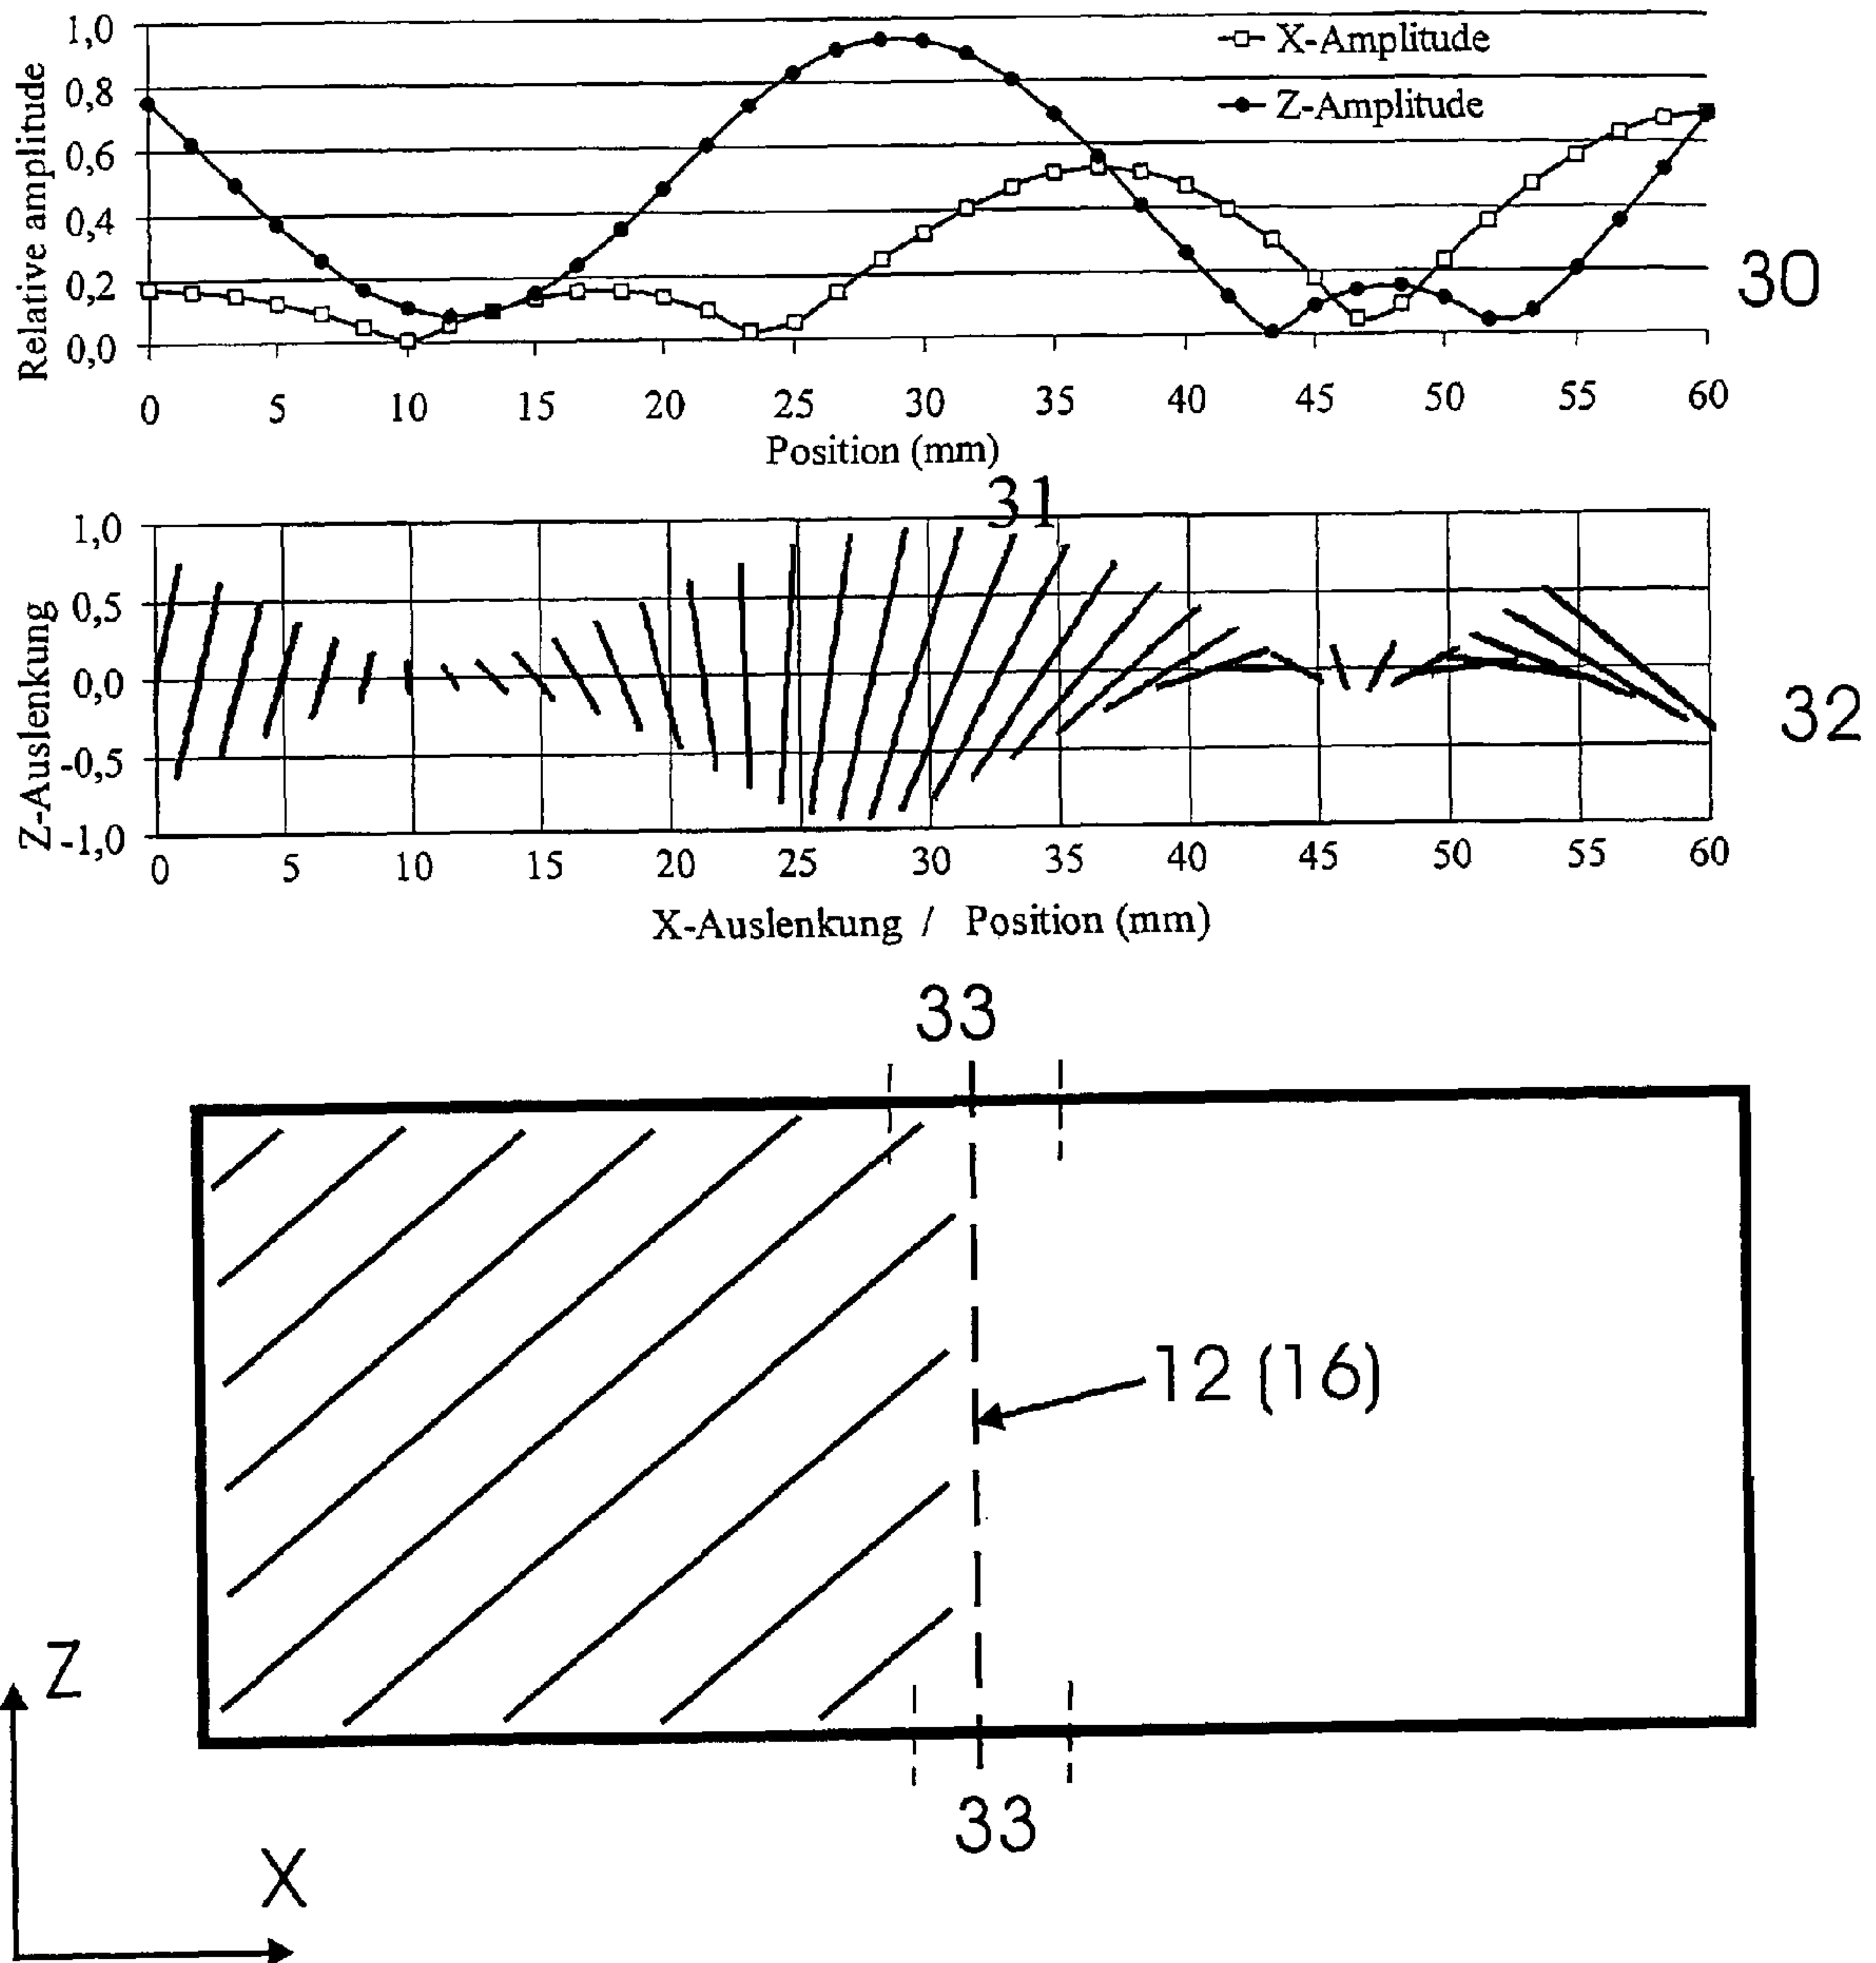 Relative amplitude
1,0
0,8
0,6
0,4
0,2
0,0
X-Amplitude
Z-Amplitude
30
0 5 10 15 20 25 30 35 40 45 50 55 60
Position (mm)
31
Z-Auslenkung
1,0
0,5
0,0
-0,5
-1,0
32
0 5 10 15 20 25 30 35 40 45 50 55 60
X-Auslenkung / Position (mm)
33
12 (16)
33
Z
X